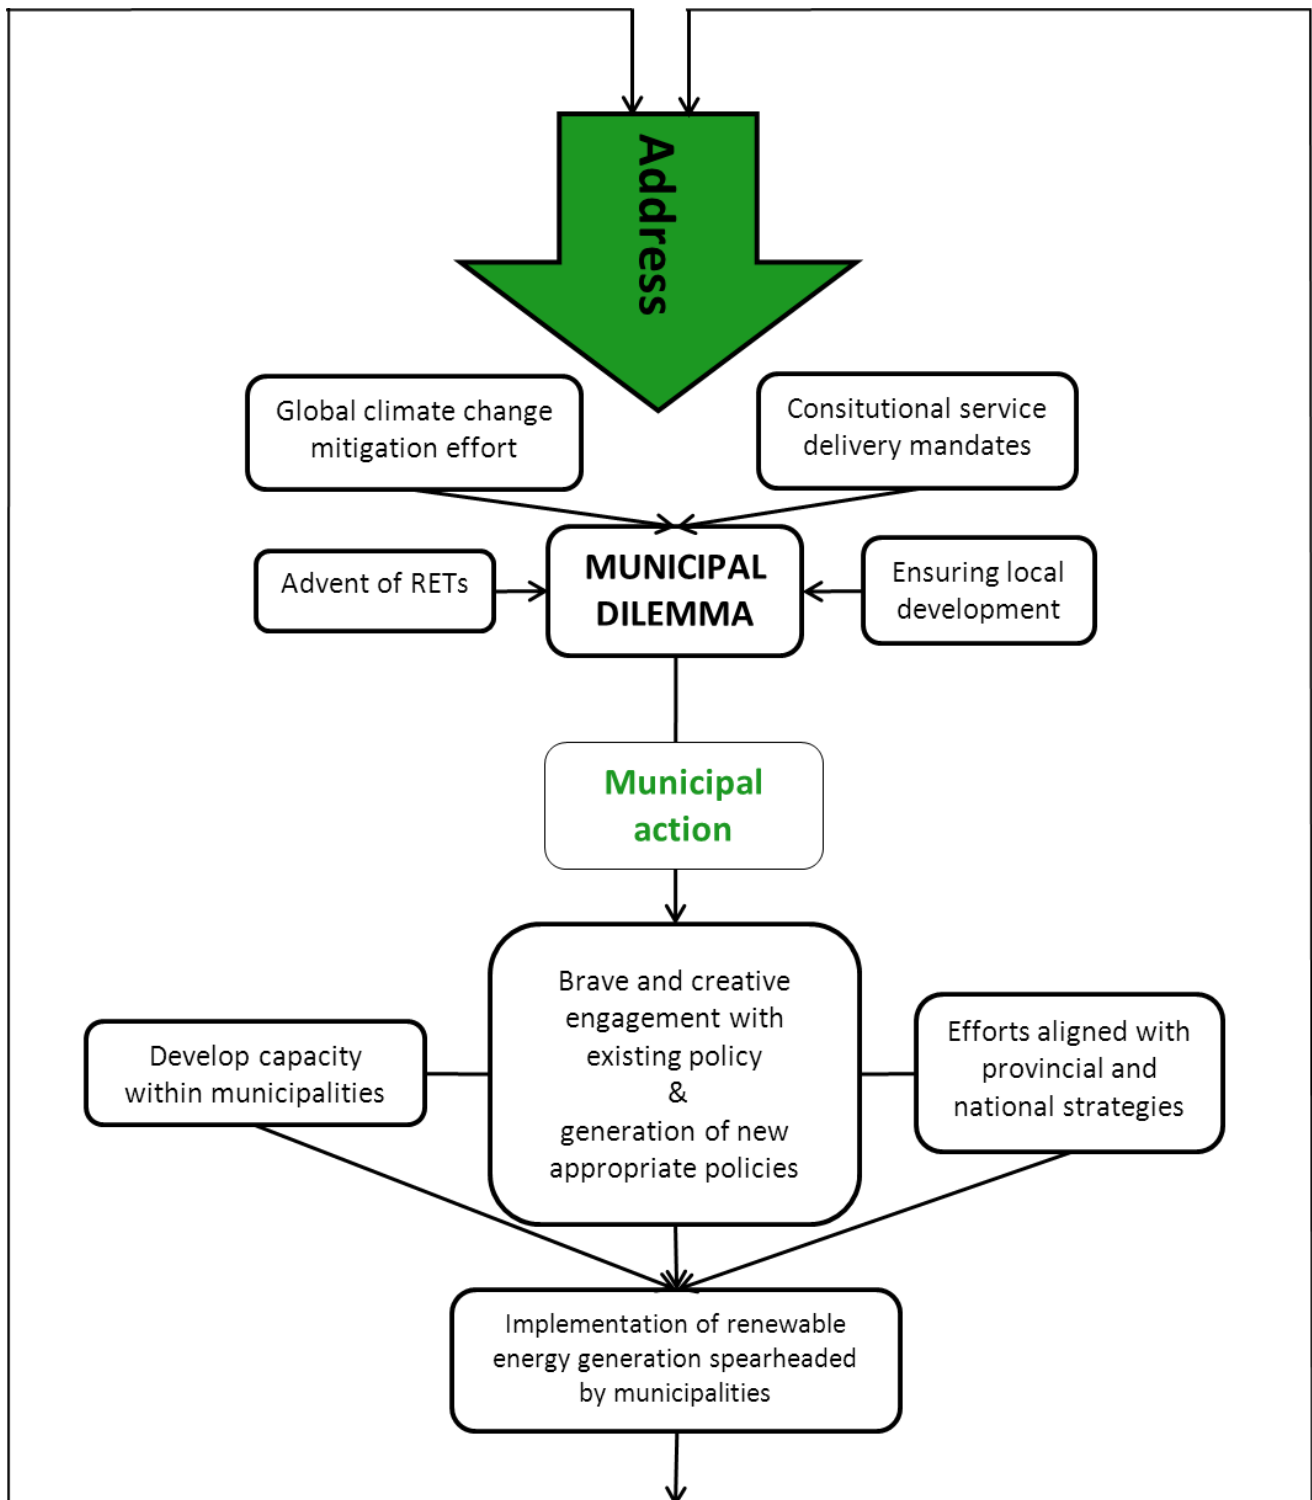 Address
Global climate change
mitigation effort
Consitutional service
delivery mandates
Advent of RETs
MUNICIPAL
DILEMMA
Ensuring local
development
Municipal
action
Brave and creative
engagement with
existing policy
&
generation of new
appropriate policies
Develop capacity
within municipalities
Efforts aligned with
provincial and
national strategies
Implementation of renewable
energy generation spearheaded
by municipalities